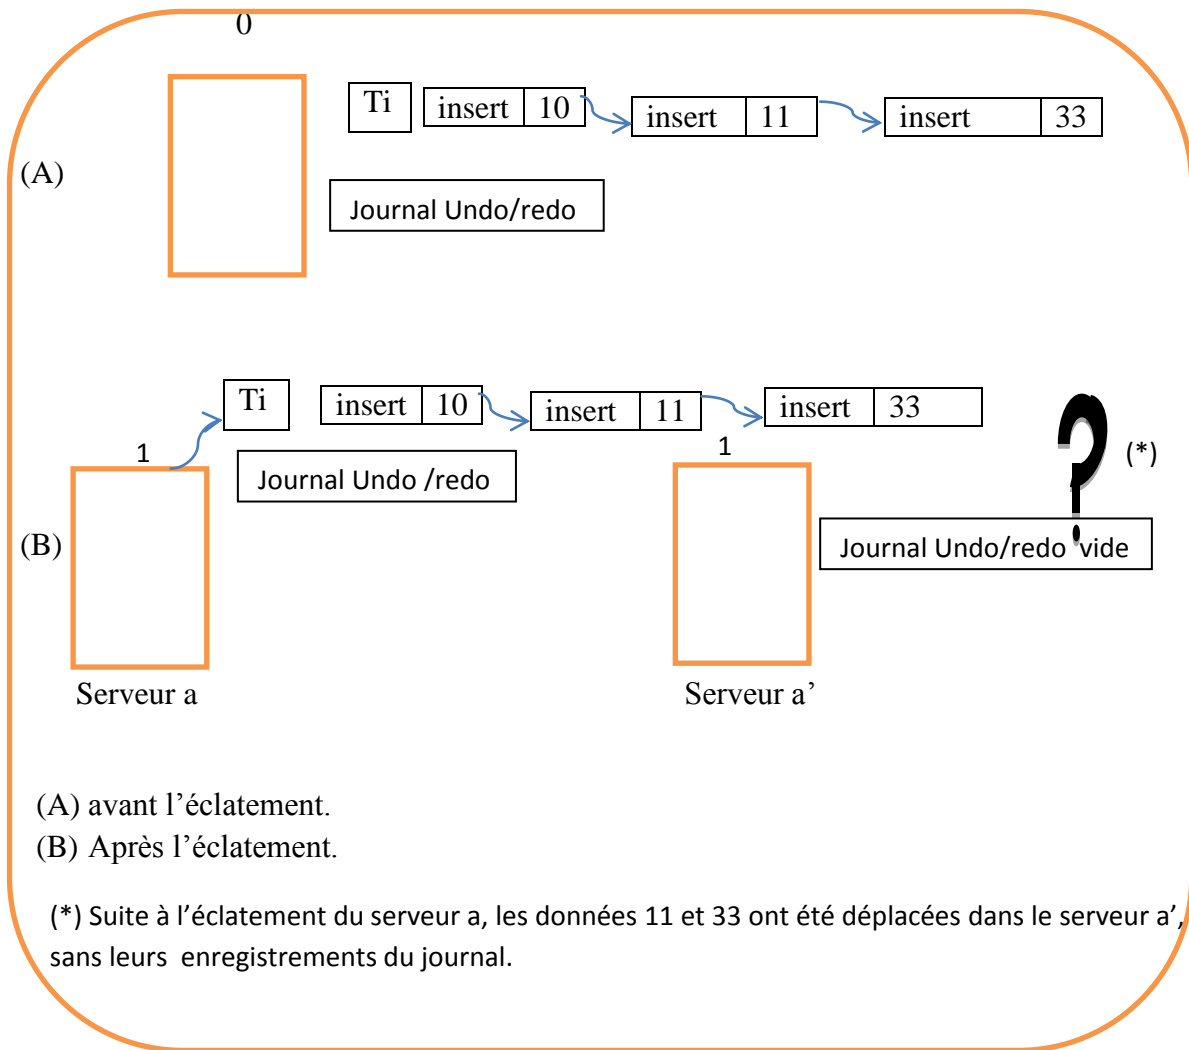 0
Ti insert 10 insert 11 insert 33
(A)
Journal Undo/redo
Ti insert 10 insert 11 insert 33
1 1 ? (*)
Journal Undo /redo
(B) Journal Undo/redo vide
Serveur a Serveur a’
(A) avant l’éclatement.
(B) Après l’éclatement.
(*) Suite à l’éclatement du serveur a, les données 11 et 33 ont été déplacées dans le serveur a’,
sans leurs enregistrements du journal.